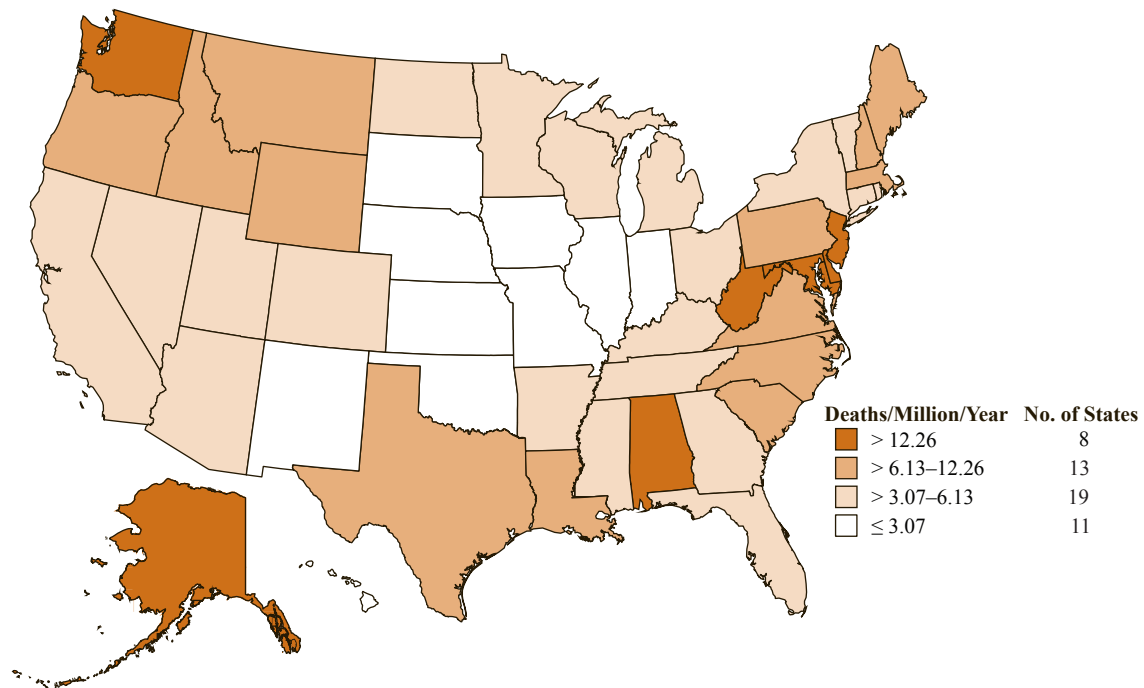 Deaths/Million/Year No. of States
> 12.26 8
> 6.13–12.26 13
> 3.07–6.13 19
≤ 3.07 11